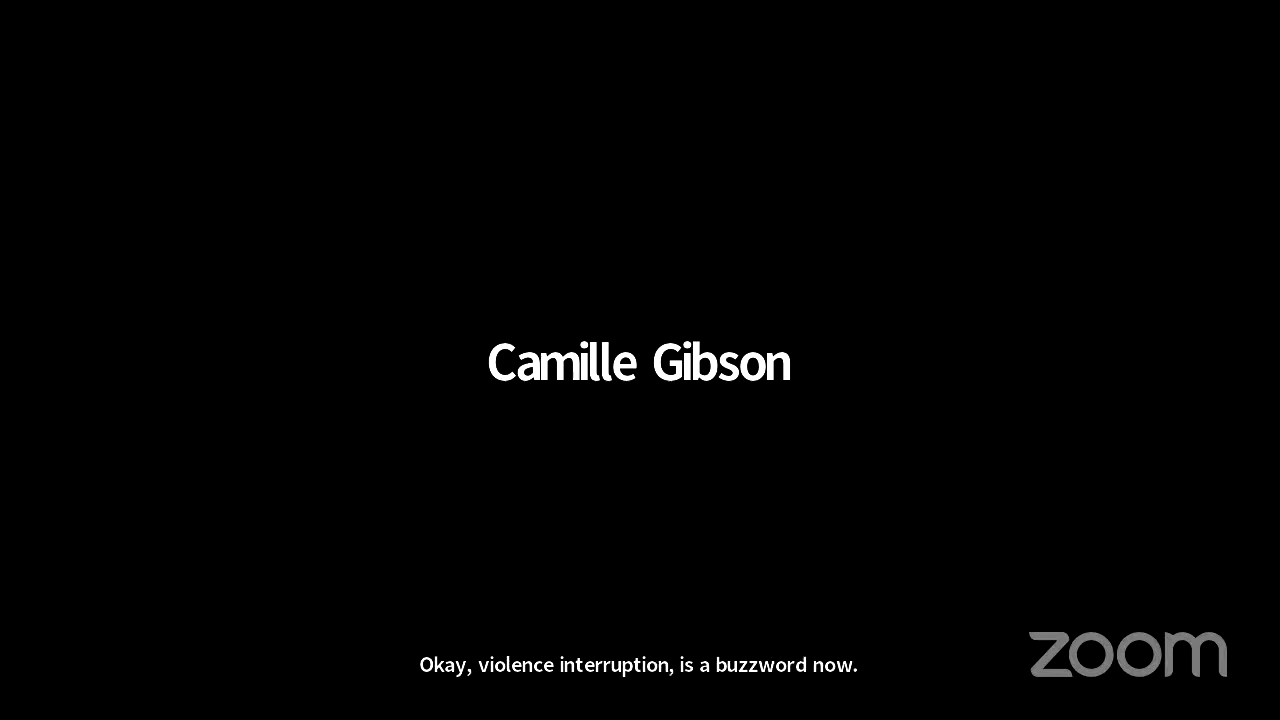 Camille Gibson
Okay, violence interruption, is a buzzword now.
zoom